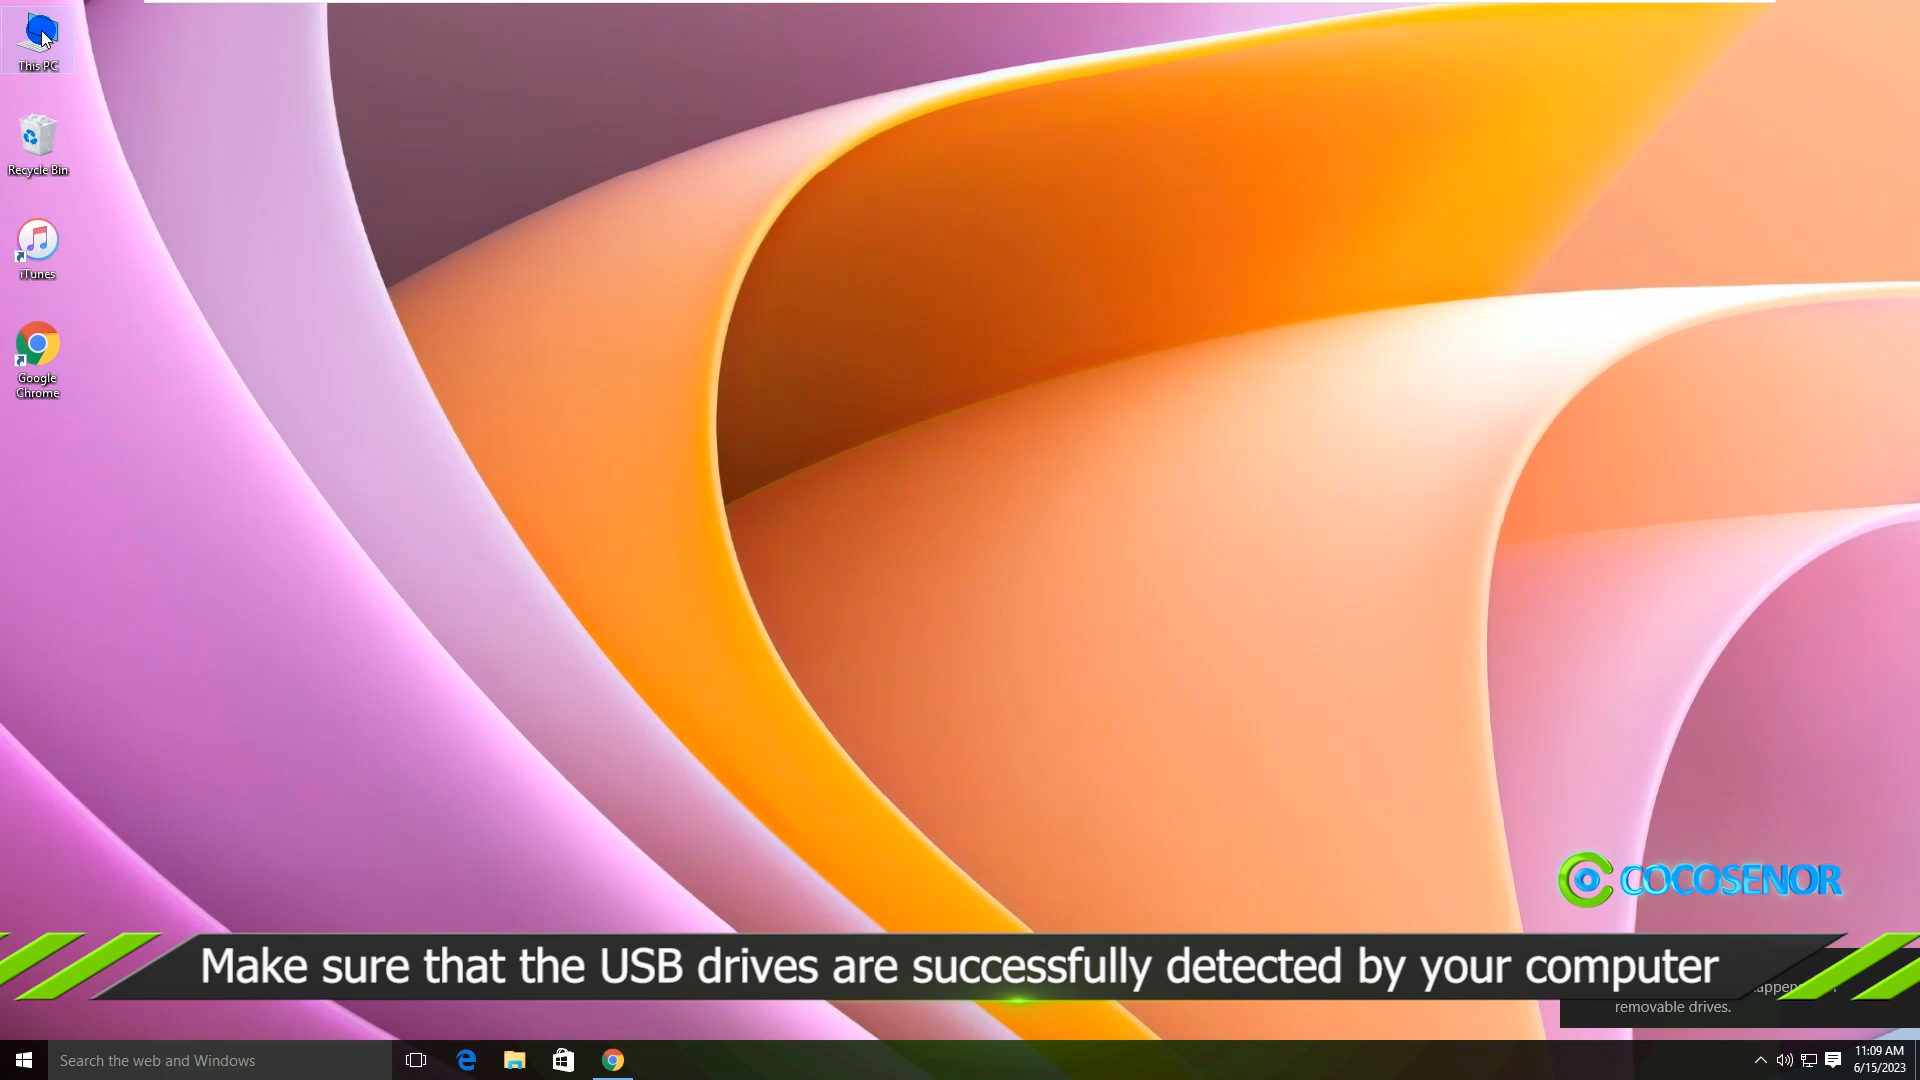 This PC
Recycle Bin
iTunes
Google
Chrome
COCOSENOR
Make sure that the USB drives are successfully detected by your computer
removable drives.
Search the web and Windows
11:09 AM
6/15/2023